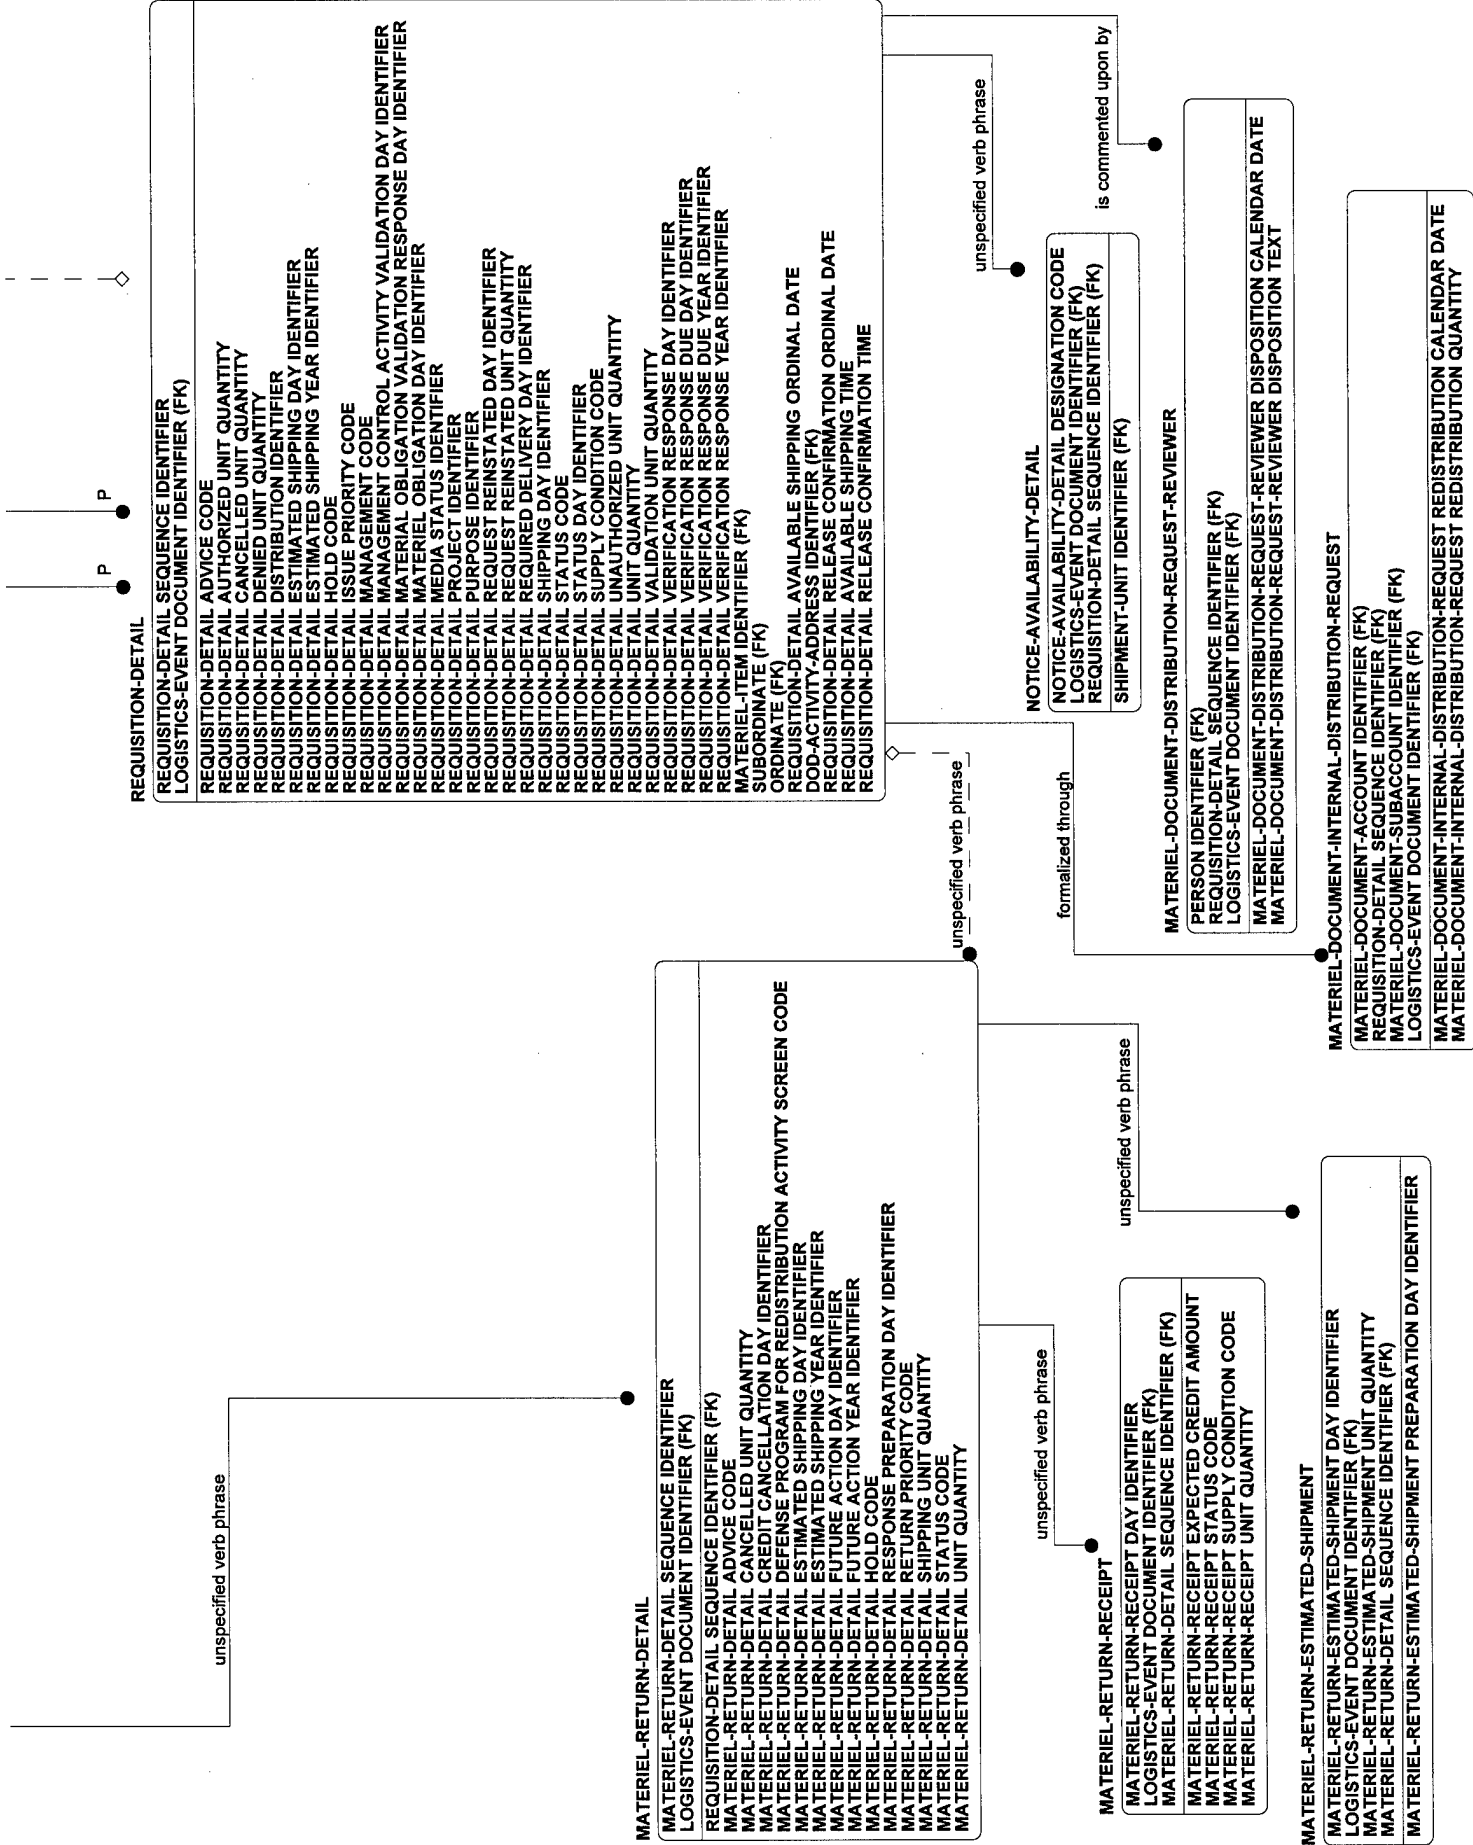 unspecified verb phrase
P
P
REQUISITION-DETAIL
REQUISITION-DETAIL SEQUENCE IDENTIFIER
LOGISTICS-EVENT DOCUMENT IDENTIFIER (FK)
REQUISITION-DETAIL ADVICE CODE
REQUISITION-DETAIL AUTHORIZED UNIT QUANTITY
REQUISITION-DETAIL CANCELLED UNIT QUANTITY
REQUISITION-DETAIL DENIED UNIT QUANTITY
REQUISITION-DETAIL DISTRIBUTION IDENTIFIER
REQUISITION-DETAIL ESTIMATED SHIPPING DAY IDENTIFIER
REQUISITION-DETAIL ESTIMATED SHIPPING YEAR IDENTIFIER
REQUISITION-DETAIL HOLD CODE
REQUISITION-DETAIL ISSUE PRIORITY CODE
REQUISITION-DETAIL MANAGEMENT CODE
REQUISITION-DETAIL MANAGEMENT CONTROL ACTIVITY VALIDATION DAY IDENTIFIER
REQUISITION-DETAIL MATERIAL OBLIGATION VALIDATION RESPONSE DAY IDENTIFIER
REQUISITION-DETAIL MATERIEL OBLIGATION DAY IDENTIFIER
REQUISITION-DETAIL MEDIA STATUS IDENTIFIER
REQUISITION-DETAIL PROJECT IDENTIFIER
REQUISITION-DETAIL PURPOSE IDENTIFIER
REQUISITION-DETAIL REQUEST REINSTATED DAY IDENTIFIER
REQUISITION-DETAIL REQUEST REINSTATED UNIT QUANTITY
REQUISITION-DETAIL REQUIRED DELIVERY DAY IDENTIFIER
REQUISITION-DETAIL SHIPPING DAY IDENTIFIER
REQUISITION-DETAIL STATUS CODE
REQUISITION-DETAIL STATUS DAY IDENTIFIER
REQUISITION-DETAIL SUPPLY CONDITION CODE
REQUISITION-DETAIL UNAUTHORIZED UNIT QUANTITY
REQUISITION-DETAIL UNIT QUANTITY
REQUISITION-DETAIL VALIDATION UNIT QUANTITY
REQUISITION-DETAIL VERIFICATION RESPONSE DAY IDENTIFIER
REQUISITION-DETAIL VERIFICATION RESPONSE DUE DAY IDENTIFIER
REQUISITION-DETAIL VERIFICATION RESPONSE DUE YEAR IDENTIFIER
REQUISITION-DETAIL VERIFICATION RESPONSE YEAR IDENTIFIER
MATERIEL-ITEM IDENTIFIER (FK)
SUBORDINATE (FK)
ORDINATE (FK)
REQUISITION-DETAIL AVAILABLE SHIPPING ORDINAL DATE
DOD-ACTIVITY-ADDRESS IDENTIFIER (FK)
REQUISITION-DETAIL RELEASE CONFIRMATION ORDINAL DATE
REQUISITION-DETAIL AVAILABLE SHIPPING TIME
REQUISITION-DETAIL RELEASE CONFIRMATION TIME
MATERIEL-RETURN-DETAIL
MATERIEL-RETURN-DETAIL SEQUENCE IDENTIFIER
LOGISTICS-EVENT DOCUMENT IDENTIFIER (FK)
REQUISITION-DETAIL SEQUENCE IDENTIFIER (FK)
MATERIEL-RETURN-DETAIL ADVICE CODE
MATERIEL-RETURN-DETAIL CANCELLED UNIT QUANTITY
MATERIEL-RETURN-DETAIL CREDIT CANCELLATION DAY IDENTIFIER
MATERIEL-RETURN-DETAIL DEFENSE PROGRAM FOR REDISTRIBUTION ACTIVITY SCREEN CODE
MATERIEL-RETURN-DETAIL ESTIMATED SHIPPING DAY IDENTIFIER
MATERIEL-RETURN-DETAIL ESTIMATED SHIPPING YEAR IDENTIFIER
MATERIEL-RETURN-DETAIL FUTURE ACTION DAY IDENTIFIER
MATERIEL-RETURN-DETAIL FUTURE ACTION YEAR IDENTIFIER
MATERIEL-RETURN-DETAIL HOLD CODE
MATERIEL-RETURN-DETAIL RESPONSE PREPARATION DAY IDENTIFIER
MATERIEL-RETURN-DETAIL RETURN PRIORITY CODE
MATERIEL-RETURN-DETAIL SHIPPING UNIT QUANTITY
MATERIEL-RETURN-DETAIL STATUS CODE
MATERIEL-RETURN-DETAIL UNIT QUANTITY
unspecified verb phrase
unspecified verb phrase
is commented upon by
NOTICE-AVAILABILITY-DETAIL
NOTICE-AVAILABILITY-DETAIL DESIGNATION CODE
LOGISTICS-EVENT DOCUMENT IDENTIFIER (FK)
REQUISITION-DETAIL SEQUENCE IDENTIFIER (FK)
SHIPMENT-UNIT IDENTIFIER (FK)
formalized through
unspecified verb phrase
unspecified verb phrase
MATERIEL-RETURN-RECEIPT
MATERIEL-RETURN-RECEIPT DAY IDENTIFIER
LOGISTICS-EVENT DOCUMENT IDENTIFIER (FK)
MATERIEL-RETURN-DETAIL SEQUENCE IDENTIFIER (FK)
MATERIEL-RETURN-RECEIPT EXPECTED CREDIT AMOUNT
MATERIEL-RETURN-RECEIPT STATUS CODE
MATERIEL-RETURN-RECEIPT SUPPLY CONDITION CODE
MATERIEL-RETURN-RECEIPT UNIT QUANTITY
MATERIEL-DOCUMENT-DISTRIBUTION-REQUEST-REVIEWER
PERSON IDENTIFIER (FK)
REQUISITION-DETAIL SEQUENCE IDENTIFIER (FK)
LOGISTICS-EVENT DOCUMENT IDENTIFIER (FK)
MATERIEL-DOCUMENT-DISTRIBUTION-REQUEST-REVIEWER DISPOSITION CALENDAR DATE
MATERIEL-DOCUMENT-DISTRIBUTION-REQUEST-REVIEWER DISPOSITION TEXT
MATERIEL-RETURN-ESTIMATED-SHIPMENT
MATERIEL-RETURN-ESTIMATED-SHIPMENT DAY IDENTIFIER
LOGISTICS-EVENT DOCUMENT IDENTIFIER (FK)
MATERIEL-RETURN-ESTIMATED-SHIPMENT UNIT QUANTITY
MATERIEL-RETURN-DETAIL SEQUENCE IDENTIFIER (FK)
MATERIEL-RETURN-ESTIMATED-SHIPMENT PREPARATION DAY IDENTIFIER
MATERIEL-DOCUMENT-INTERNAL-DISTRIBUTION-REQUEST
MATERIEL-DOCUMENT-ACCOUNT IDENTIFIER (FK)
REQUISITION-DETAIL SEQUENCE IDENTIFIER (FK)
MATERIEL-DOCUMENT-SUBACCOUNT IDENTIFIER (FK)
LOGISTICS-EVENT DOCUMENT IDENTIFIER (FK)
MATERIEL-DOCUMENT-INTERNAL-DISTRIBUTION-REQUEST REDISTRIBUTION CALENDAR DATE
MATERIEL-DOCUMENT-INTERNAL-DISTRIBUTION-REQUEST REDISTRIBUTION QUANTITY